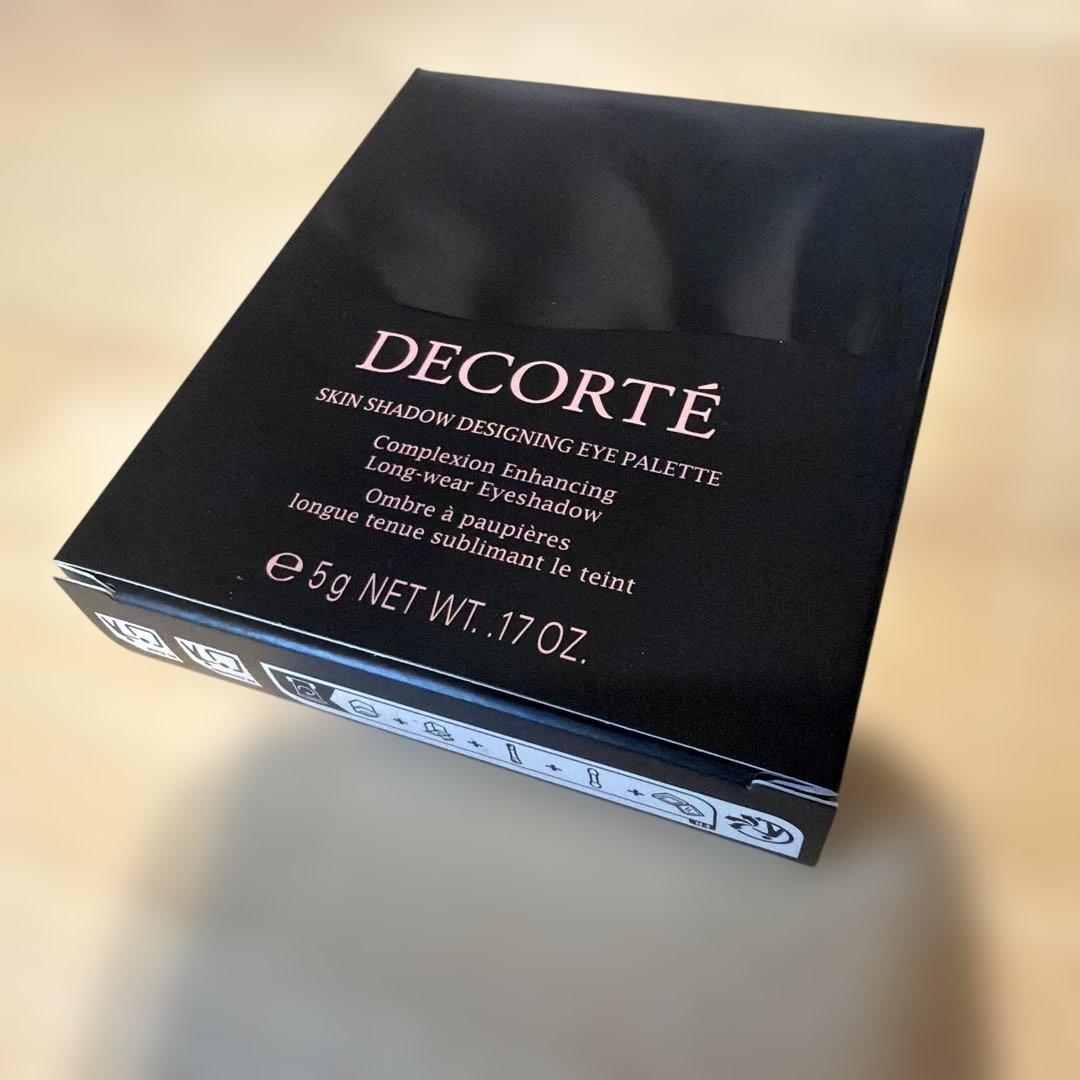 DECORTÉ
SKIN SHADOW DESIGNING EYE PALETTE
Complexion Enhancing
Long-wear Eyeshadow
Ombre à paupières
longue tenue sublimant le teint
℮ 5g NET WT. .17 OZ.